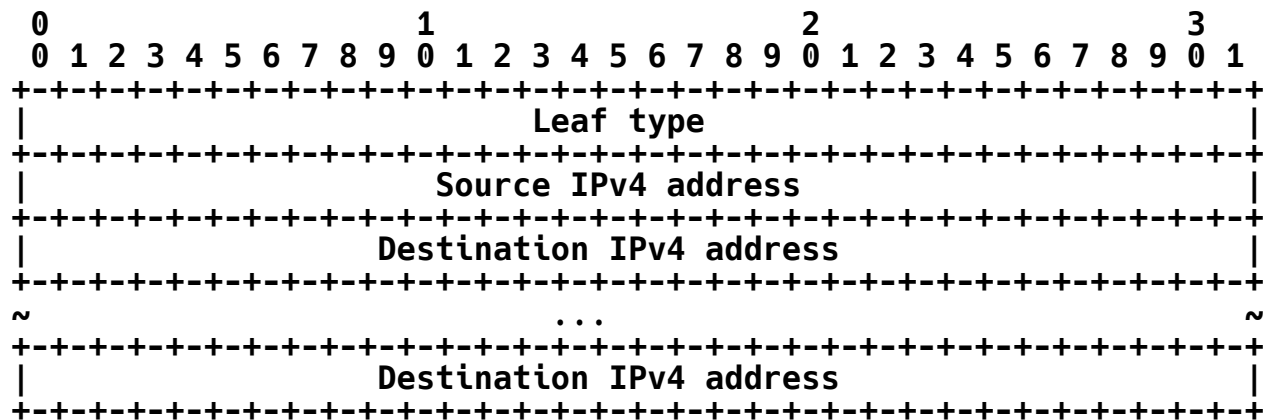 0                   1                   2                   3
 0 1 2 3 4 5 6 7 8 9 0 1 2 3 4 5 6 7 8 9 0 1 2 3 4 5 6 7 8 9 0 1
+-+-+-+-+-+-+-+-+-+-+-+-+-+-+-+-+-+-+-+-+-+-+-+-+-+-+-+-+-+-+-+-+
|                          Leaf type                            |
+-+-+-+-+-+-+-+-+-+-+-+-+-+-+-+-+-+-+-+-+-+-+-+-+-+-+-+-+-+-+-+-+
|                     Source IPv4 address                       |
+-+-+-+-+-+-+-+-+-+-+-+-+-+-+-+-+-+-+-+-+-+-+-+-+-+-+-+-+-+-+-+-+
|                  Destination IPv4 address                     |
+-+-+-+-+-+-+-+-+-+-+-+-+-+-+-+-+-+-+-+-+-+-+-+-+-+-+-+-+-+-+-+-+
~                           ...                                 ~
+-+-+-+-+-+-+-+-+-+-+-+-+-+-+-+-+-+-+-+-+-+-+-+-+-+-+-+-+-+-+-+-+
|                  Destination IPv4 address                     |
+-+-+-+-+-+-+-+-+-+-+-+-+-+-+-+-+-+-+-+-+-+-+-+-+-+-+-+-+-+-+-+-+